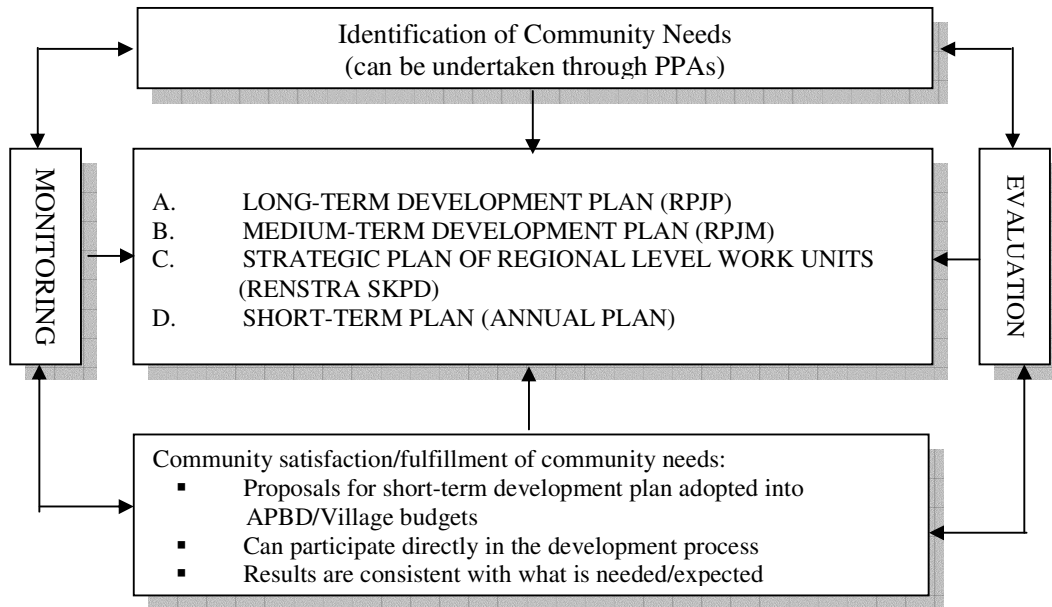 Identification of Community Needs
(can be undertaken through PPAs)
MONITORING
A. LONG-TERM DEVELOPMENT PLAN (RPJP)
B. MEDIUM-TERM DEVELOPMENT PLAN (RPJM)
C. STRATEGIC PLAN OF REGIONAL LEVEL WORK UNITS
(RENSTRA SKPD)
D. SHORT-TERM PLAN (ANNUAL PLAN)
EVALUATION
Community satisfaction/fulfillment of community needs:
▪ Proposals for short-term development plan adopted into
APBD/Village budgets
▪ Can participate directly in the development process
▪ Results are consistent with what is needed/expected